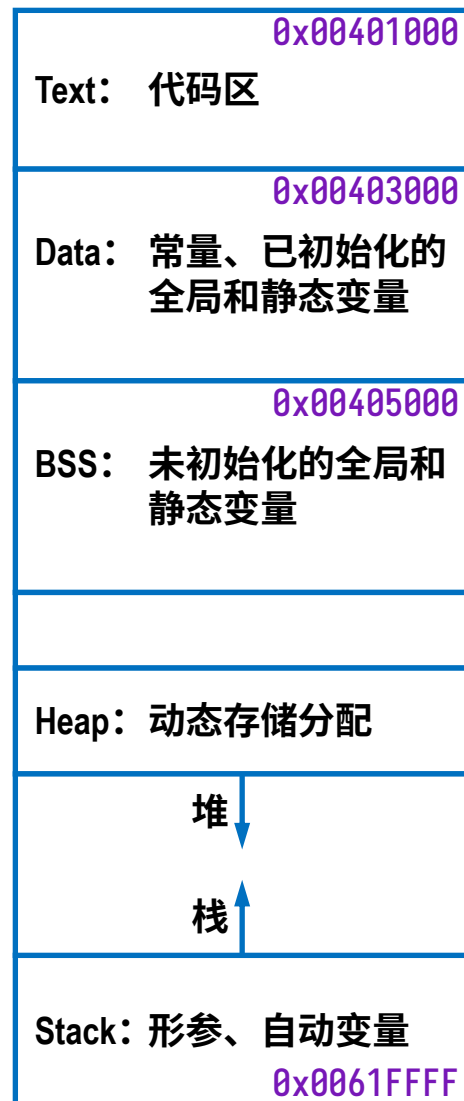 0x00401000
Text： 代码区
0x00403000
Data： 常量、已初始化的
全局和静态变量
0x00405000
BSS： 未初始化的全局和
静态变量
Heap：动态存储分配
堆
栈
Stack：形参、自动变量
0x0061FFFF